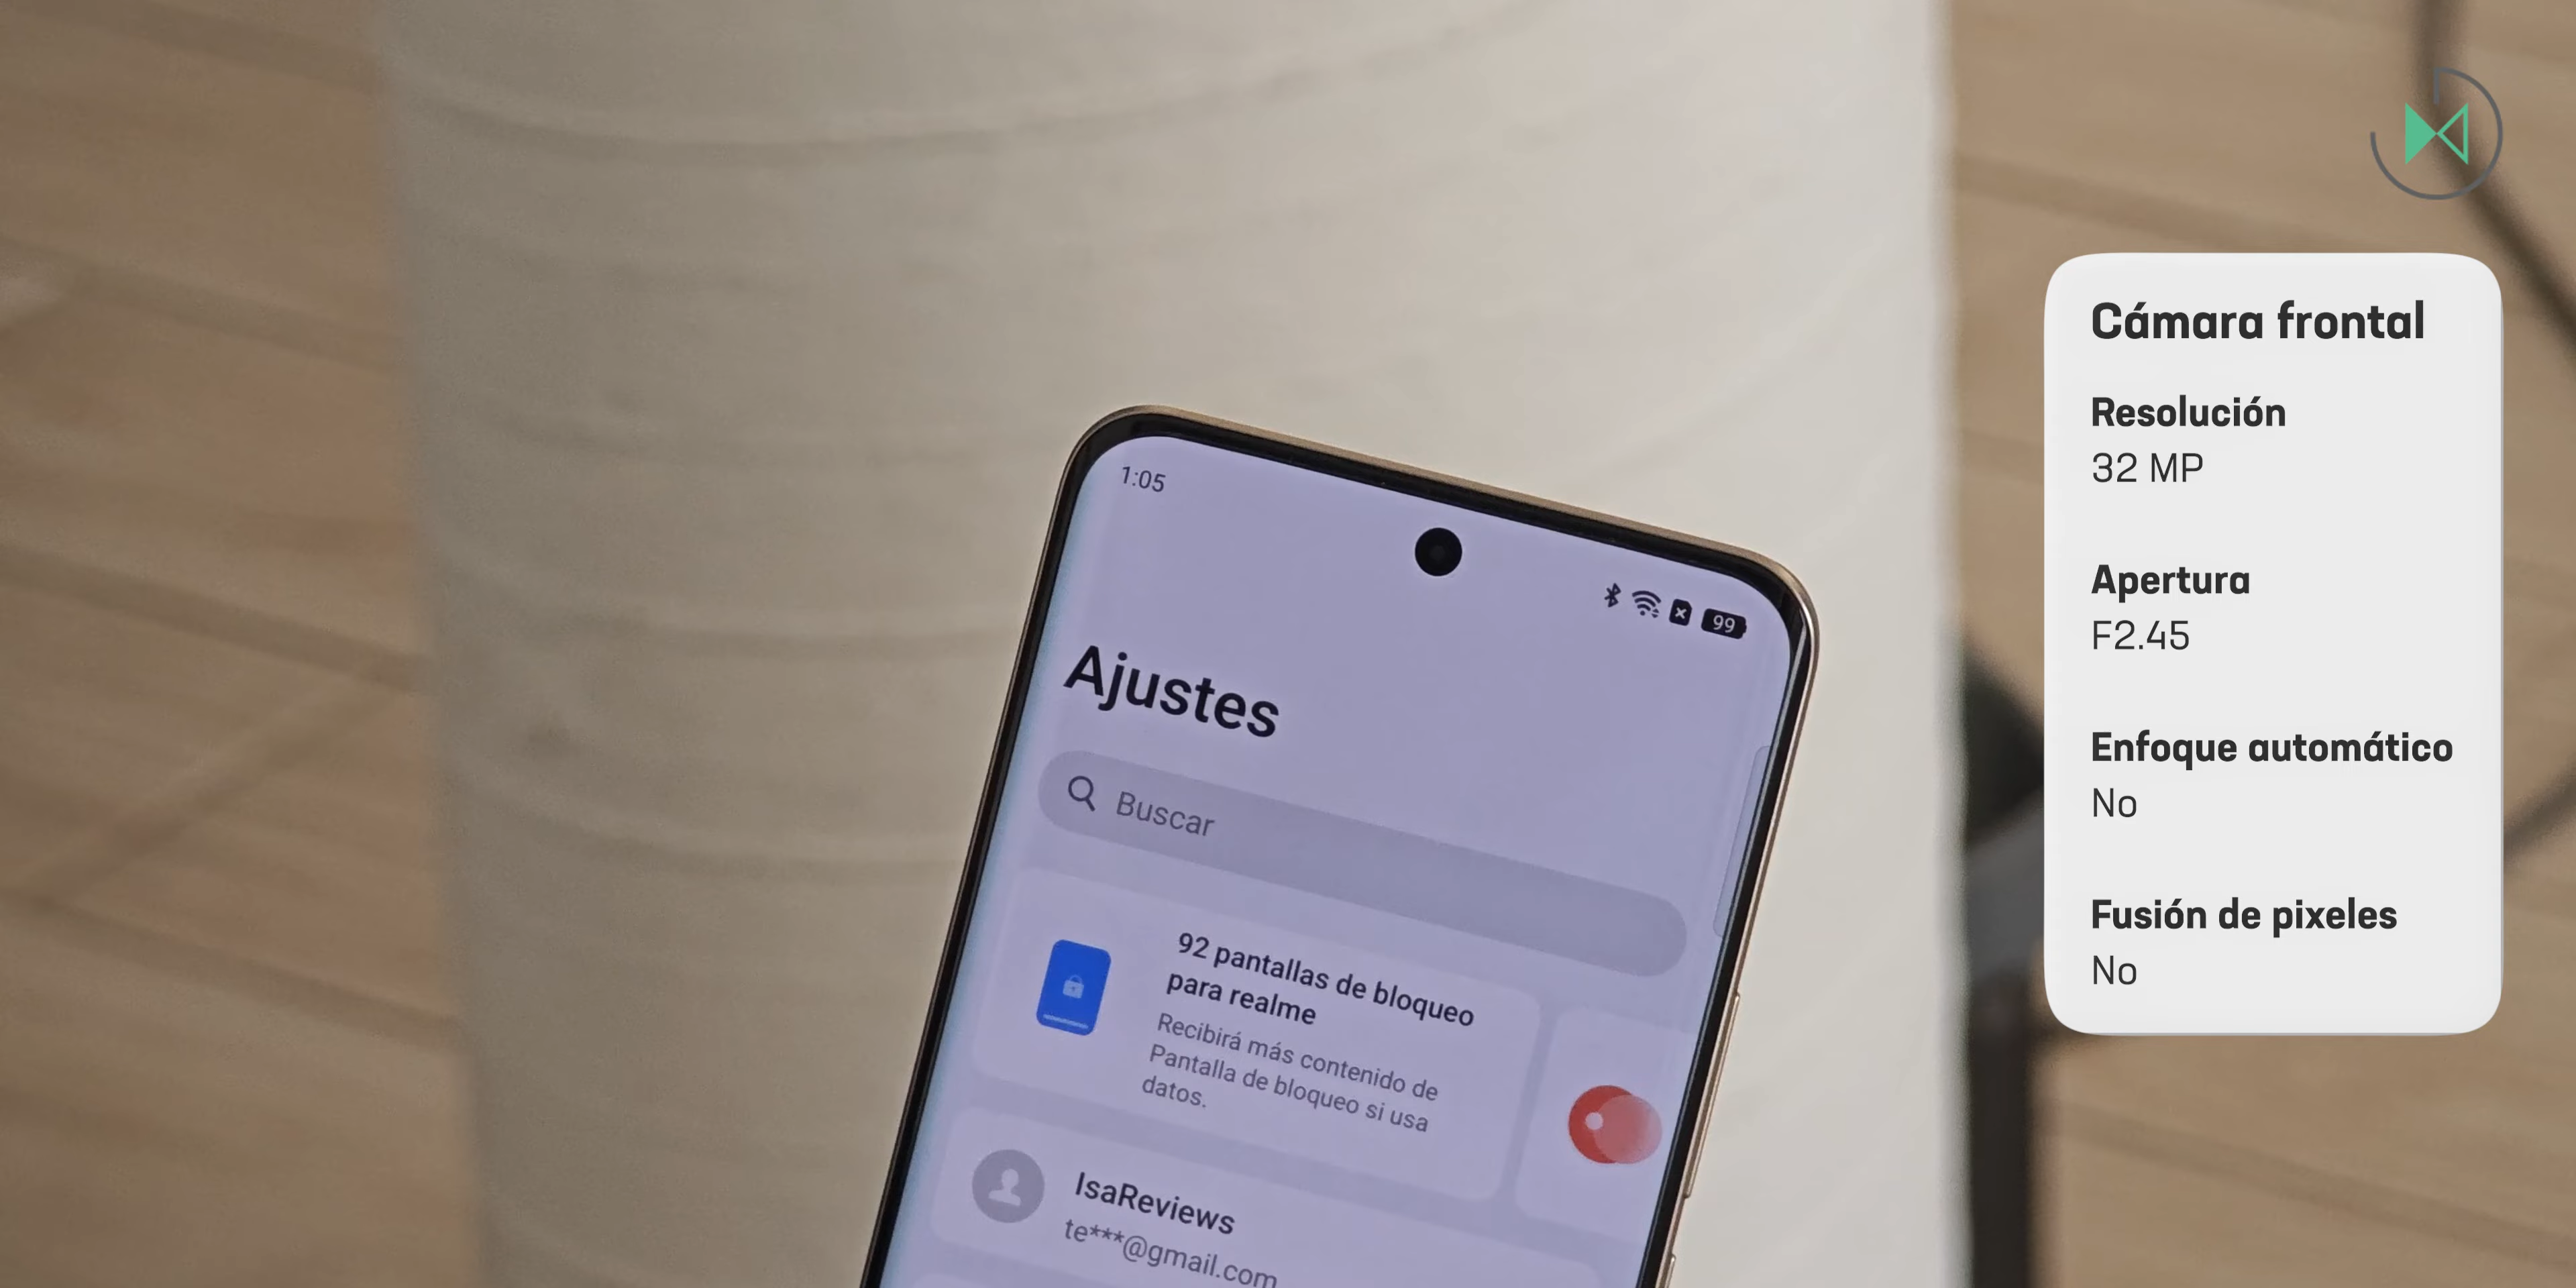 1:05
99
Ajustes
Buscar
92 pantallas de bloqueo
para realme
Recibirá más contenido de
Pantalla de bloqueo si usa
datos.
IsaReviews
te***@gmail.com
Cámara frontal
Resolución
32 MP
Apertura
F2.45
Enfoque automático
No
Fusión de pixeles
No